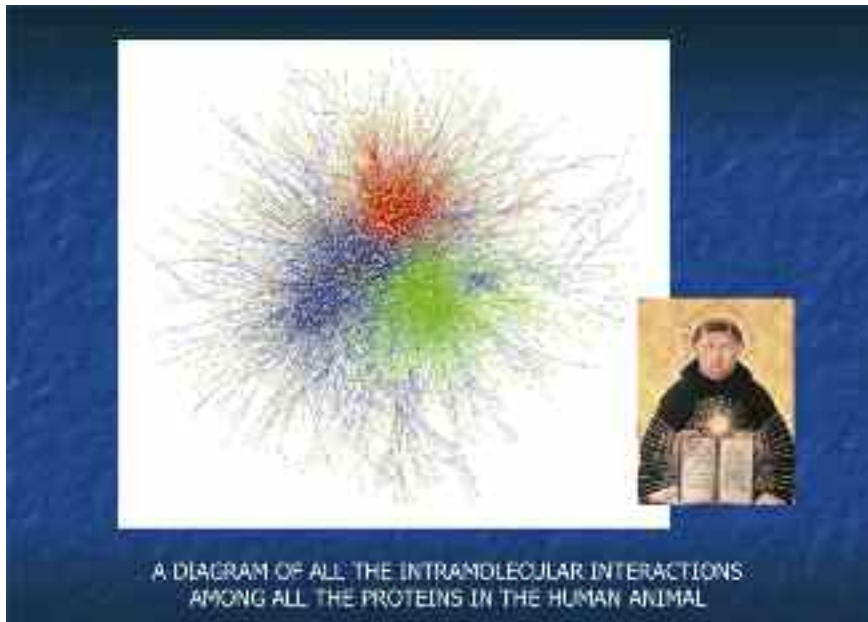 A DIAGRAM OF ALL THE INTRAMOLECULAR INTERACTIONS
AMONG ALL THE PROTEINS IN THE HUMAN ANIMAL